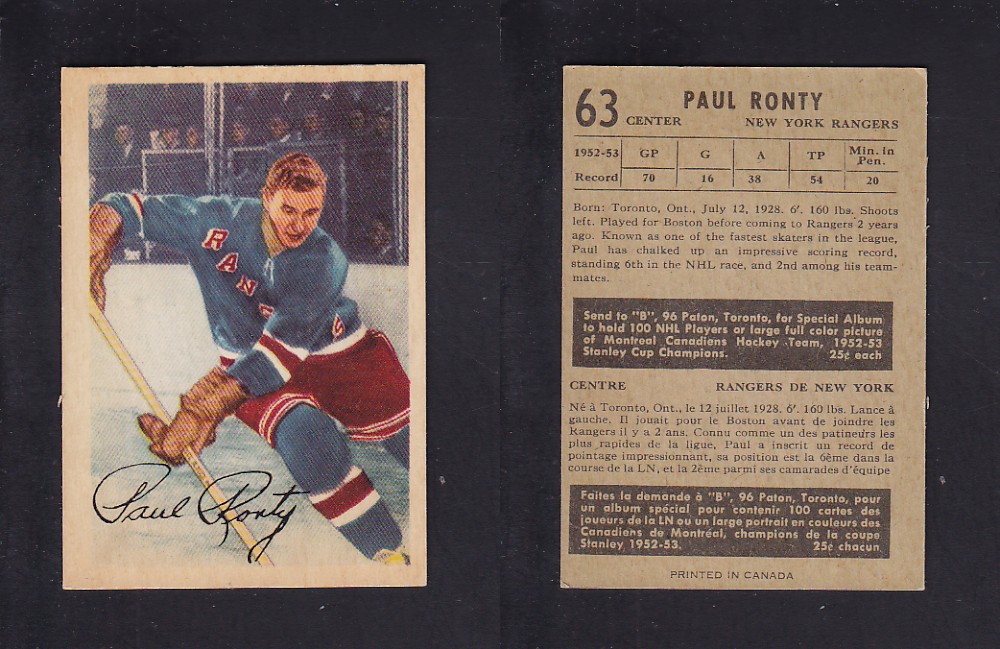 RANGERS
Paul Ronty
63 PAUL RONTY
CENTER NEW YORK RANGERS
1952-53 GP G A TP Min. in Pen.
Record 70 16 38 54 20
Born: Toronto, Ont., July 12, 1928. 6'. 160 lbs. Shoots
left. Played for Boston before coming to Rangers 2 years
ago. Known as one of the fastest skaters in the league,
Paul has chalked up an impressive scoring record,
standing 6th in the NHL race, and 2nd among his team-
mates.
Send to "B", 96 Paton, Toronto, for Special Album
to hold 100 NHL Players or large full color picture
of Montreal Canadiens Hockey Team, 1952-53
Stanley Cup Champions. 25¢ each
CENTRE RANGERS DE NEW YORK
Né à Toronto, Ont., le 12 juillet 1928. 6'. 160 lbs. Lance à
gauche. Il jouait pour le Boston avant de joindre les
Rangers il y a 2 ans. Connu comme un des patineurs les
plus rapides de la ligue, Paul a inscrit un record de
pointage impressionnant, sa position est la 6ème dans la
course de la LN, et la 2ème parmi ses camarades d'équipe
Faites la demande à "B", 96 Paton, Toronto, pour
un album spécial pour contenir 100 cartes des
joueurs de la LN ou un large portrait en couleurs des
Canadiens de Montréal, champions de la coupe
Stanley 1952-53. 25¢ chacun.
PRINTED IN CANADA